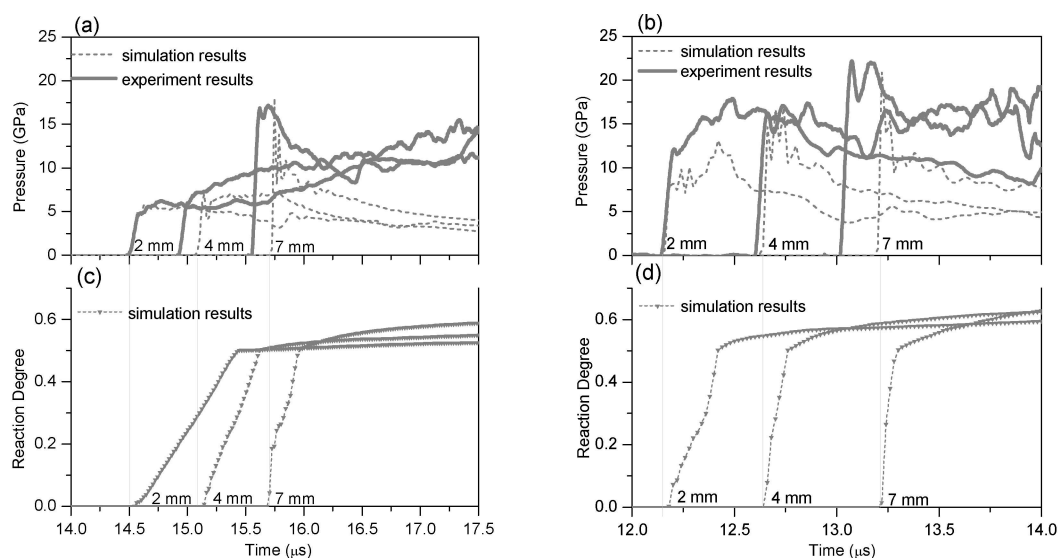 (a)
25
20
15
10
5
0
Pressure (GPa)
simulation results
experiment results
2 mm
4 mm
7 mm
(b)
25
20
15
10
5
0
Pressure (GPa)
simulation results
experiment results
2 mm
4 mm
7 mm
(c)
0.6
0.4
0.2
0.0
Reaction Degree
simulation results
2 mm
4 mm
7 mm
14.0 14.5 15.0 15.5 16.0 16.5 17.0 17.5
Time (μs)
(d)
0.6
0.4
0.2
0.0
Reaction Degree
simulation results
2 mm
4 mm
7 mm
12.0 12.5 13.0 13.5 14.0
Time (μs)